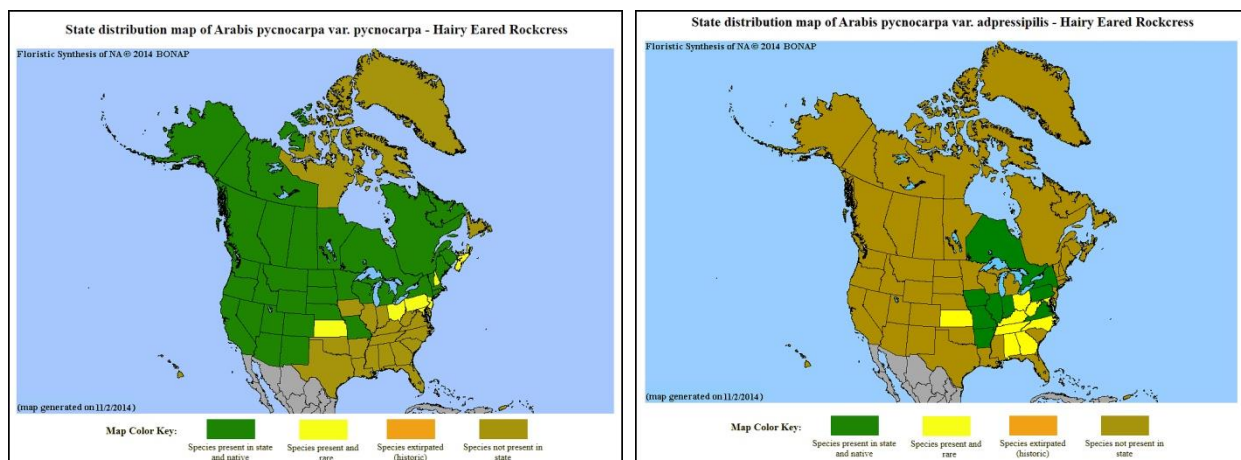 State distribution map of Arabis pycnocarpa var. pycnocarpa - Hairy Eared Rockcress
Floristic Synthesis of NA © 2014 BONAP
(map generated on 11/2/2014)
Map Color Key:
Species present in state and native
Species present and rare
Species extirpated (historic)
Species not present in state
State distribution map of Arabis pycnocarpa var. adpressipilis - Hairy Eared Rockcress
Floristic Synthesis of NA © 2014 BONAP
(map generated on 11/2/2014)
Map Color Key:
Species present in state and native
Species present and rare
Species extirpated (historic)
Species not present in state